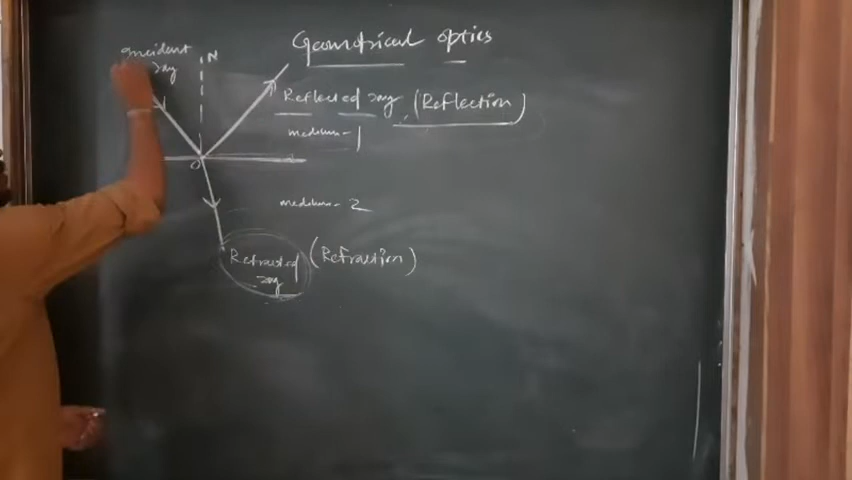 Geometrical optics
Incident
ray
N
Reflected ray (Reflection)
medium-1
O
medium-2
Refracted (Refraction)
ray